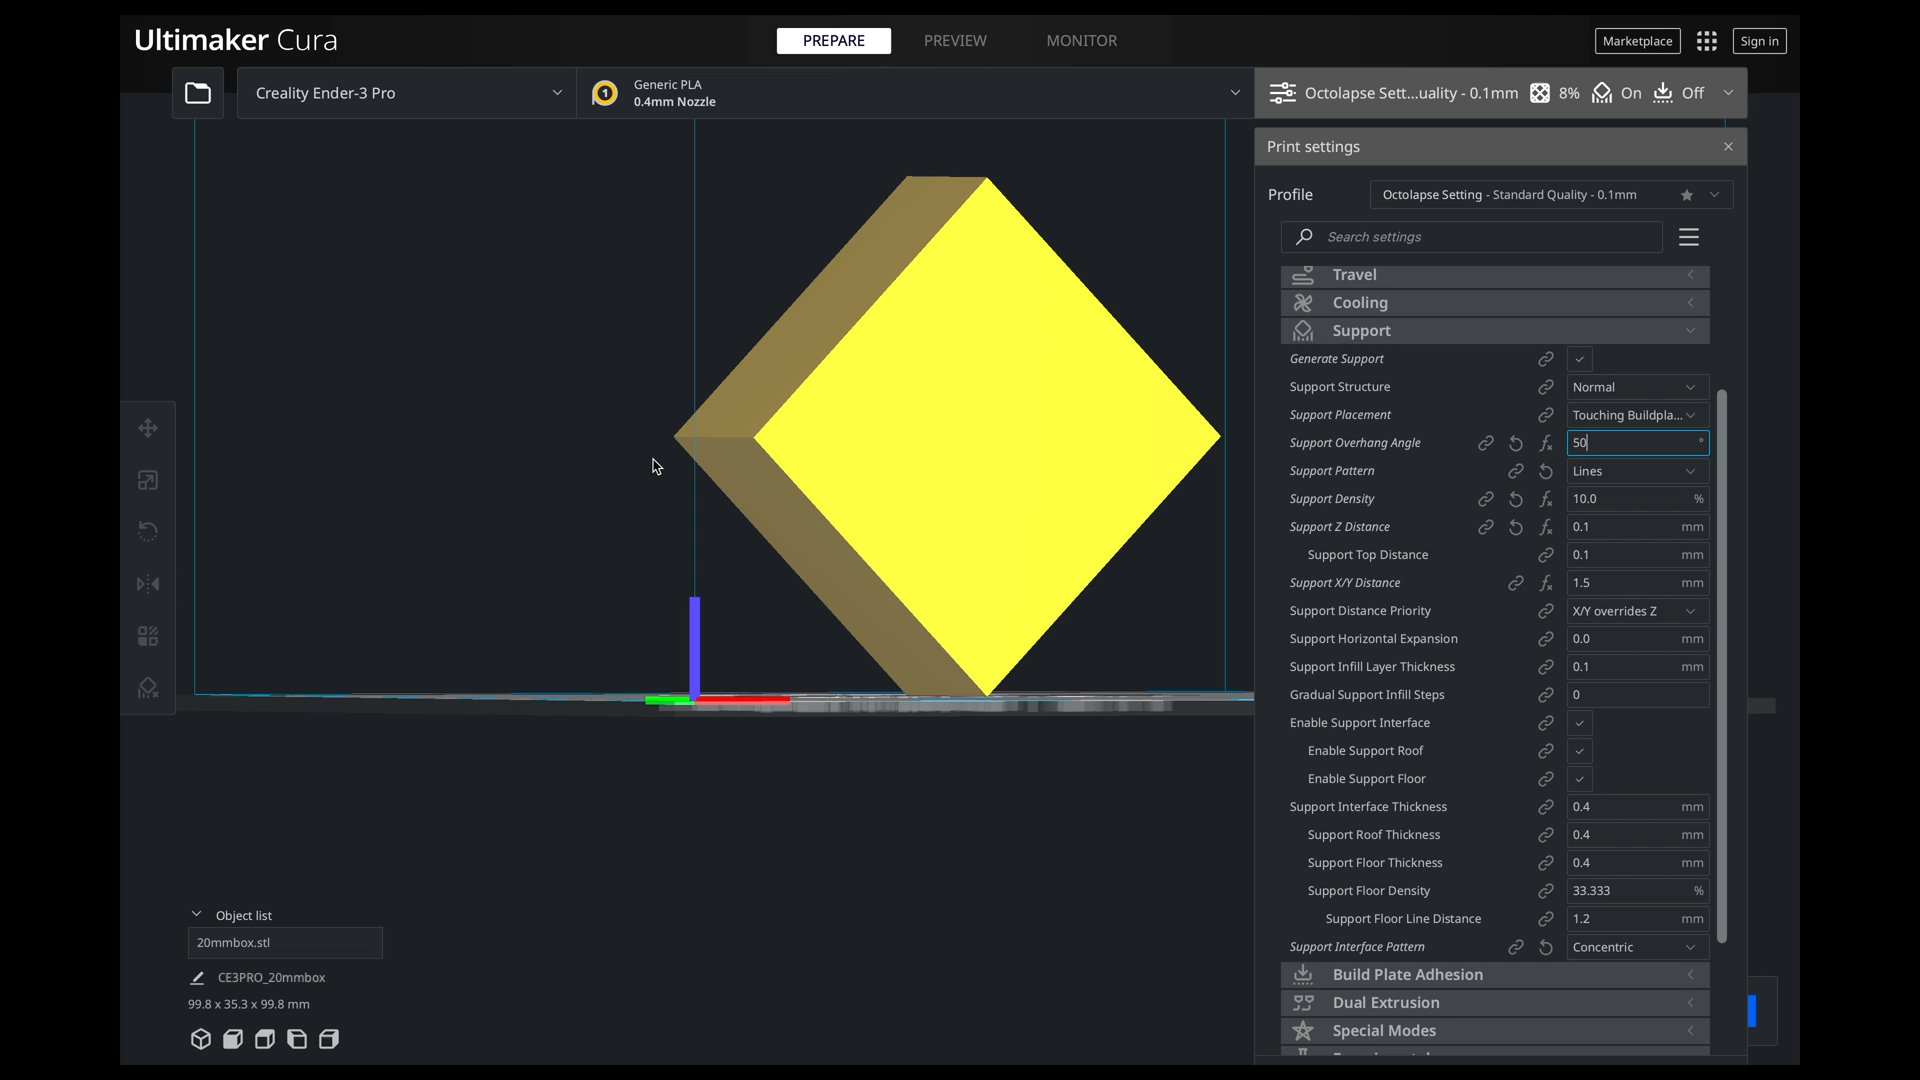 Ultimaker Cura
PREPARE
PREVIEW
MONITOR
Marketplace
Sign in
Creality Ender-3 Pro
1
Generic PLA
0.4mm Nozzle
Octolapse Sett...uality - 0.1mm
8%
On
Off
Print settings
Profile
Octolapse Setting - Standard Quality - 0.1mm
Search settings
Travel
Cooling
Support
Generate Support
Support Structure
Normal
Support Placement
Touching Buildpla...
Support Overhang Angle
50 °
Support Pattern
Lines
Support Density
10.0 %
Support Z Distance
0.1 mm
Support Top Distance
0.1 mm
Support X/Y Distance
1.5 mm
Support Distance Priority
X/Y overrides Z
Support Horizontal Expansion
0.0 mm
Support Infill Layer Thickness
0.1 mm
Gradual Support Infill Steps
0
Enable Support Interface
Enable Support Roof
Enable Support Floor
Support Interface Thickness
0.4 mm
Support Roof Thickness
0.4 mm
Support Floor Thickness
0.4 mm
Support Floor Density
33.333 %
Support Floor Line Distance
1.2 mm
Support Interface Pattern
Concentric
Build Plate Adhesion
Dual Extrusion
Special Modes
Object list
20mmbox.stl
CE3PRO_20mmbox
99.8 x 35.3 x 99.8 mm